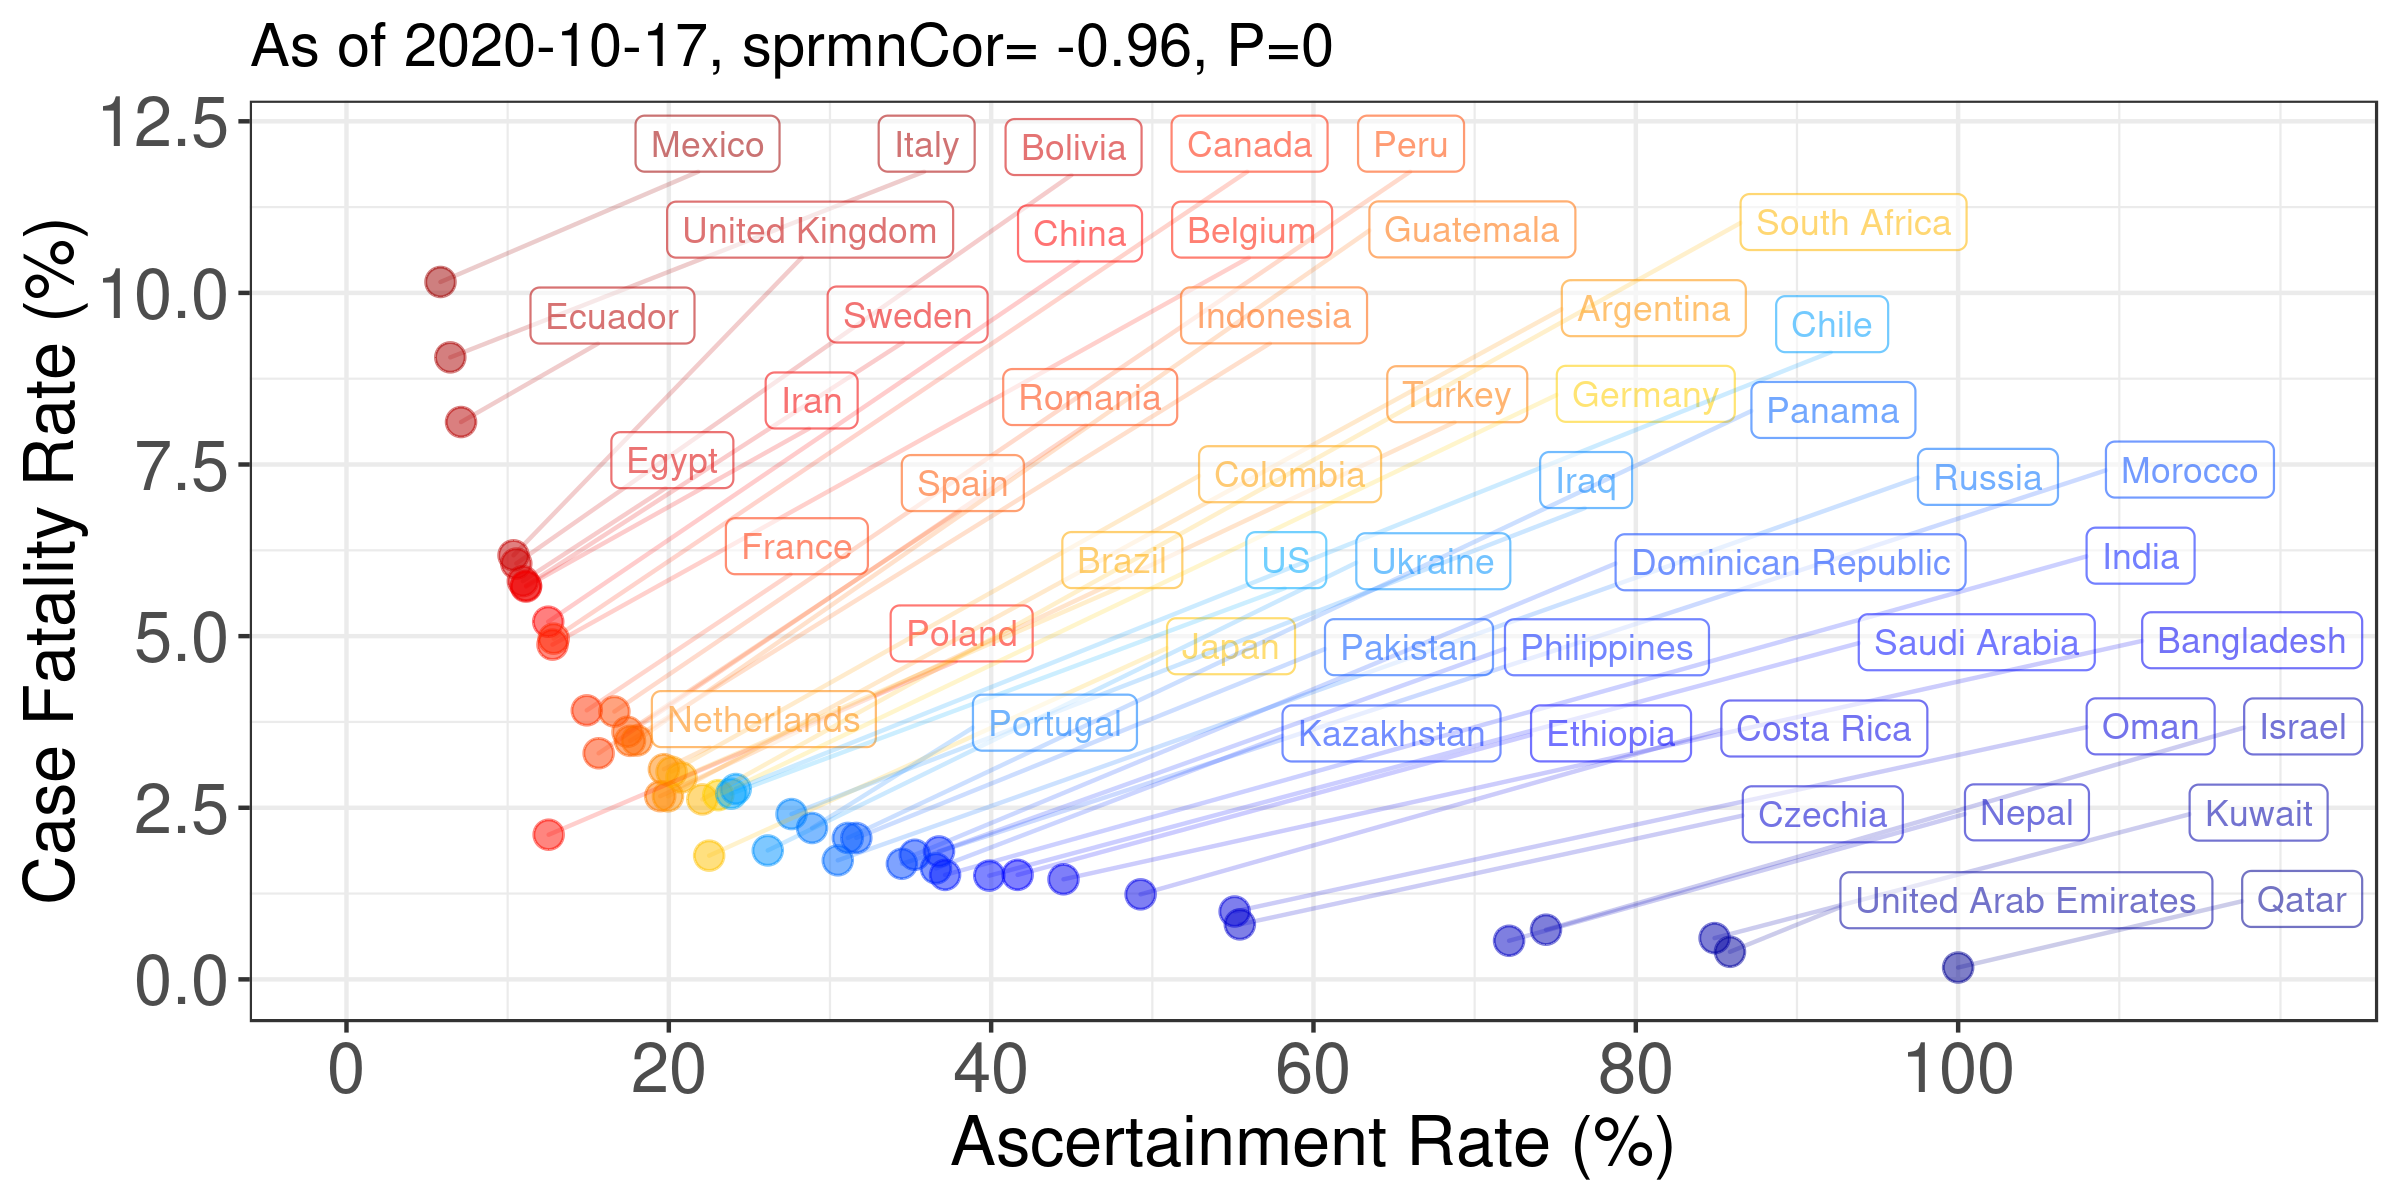 As of 2020-10-17, sprmnCor= -0.96, P=0
Case Fatality Rate (%)
12.5
10.0
7.5
5.0
2.5
0.0
Mexico
Italy
Bolivia
Canada
Peru
United Kingdom
China
Belgium
Guatemala
South Africa
Ecuador
Sweden
Indonesia
Argentina
Chile
Iran
Romania
Turkey
Germany
Panama
Egypt
Spain
Colombia
Iraq
Russia
Morocco
France
Brazil
US
Ukraine
Dominican Republic
India
Poland
Japan
Pakistan
Philippines
Saudi Arabia
Bangladesh
Netherlands
Portugal
Kazakhstan
Ethiopia
Costa Rica
Oman
Israel
Czechia
Nepal
Kuwait
United Arab Emirates
Qatar
0
20
40
60
80
100
Ascertainment Rate (%)